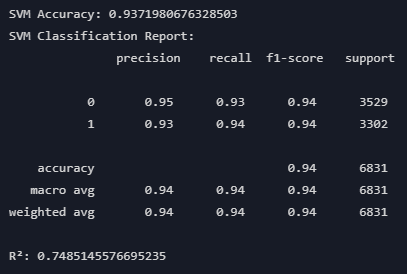 SVM Accuracy: 0.9371980676328503
SVM Classification Report:
precision recall f1-score support
0 0.95 0.93 0.94 3529
1 0.93 0.94 0.94 3302
accuracy 0.94 6831
macro avg 0.94 0.94 0.94 6831
weighted avg 0.94 0.94 0.94 6831
R²: 0.7485145576695235